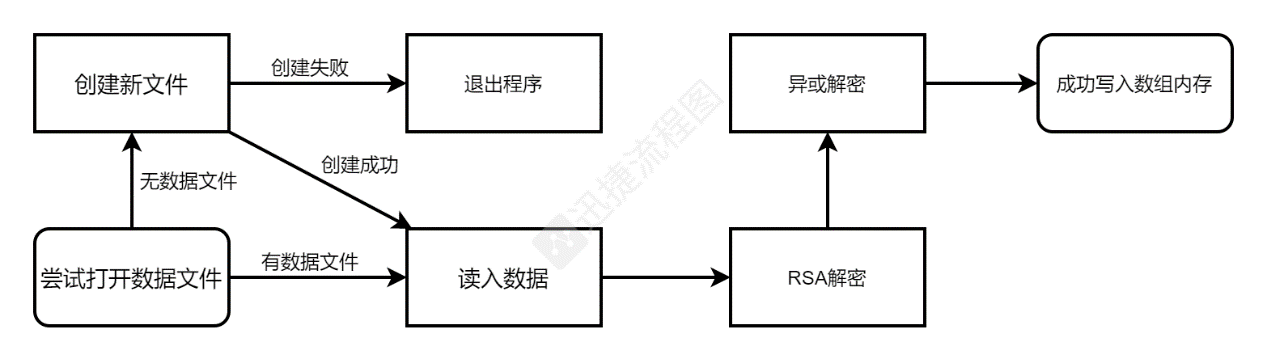 创建新文件
创建失败
退出程序
异或解密
成功写入数组内存
无数据文件
创建成功
尝试打开数据文件
有数据文件
读入数据
RSA解密
迅捷流程图